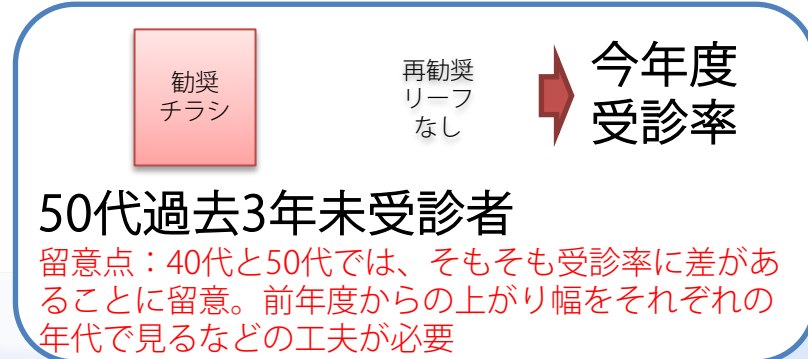 勧奨
チラシ
再勧奨
リーフ
なし
今年度
受診率
50代過去3年未受診者
留意点：40代と50代では、そもそも受診率に差があ
ることに留意。前年度からの上がり幅をそれぞれの
年代で見るなどの工夫が必要